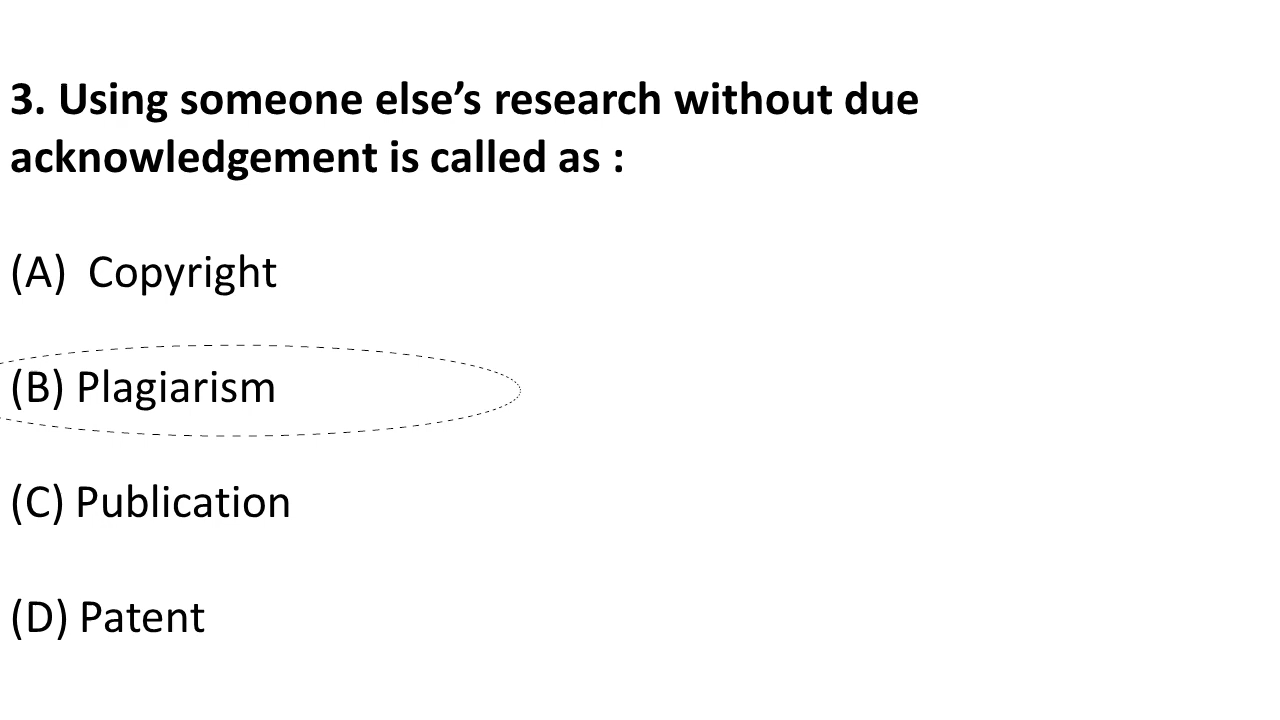 3. Using someone else’s research without due
acknowledgement is called as :
(A)  Copyright
(B) Plagiarism
(C) Publication
(D) Patent